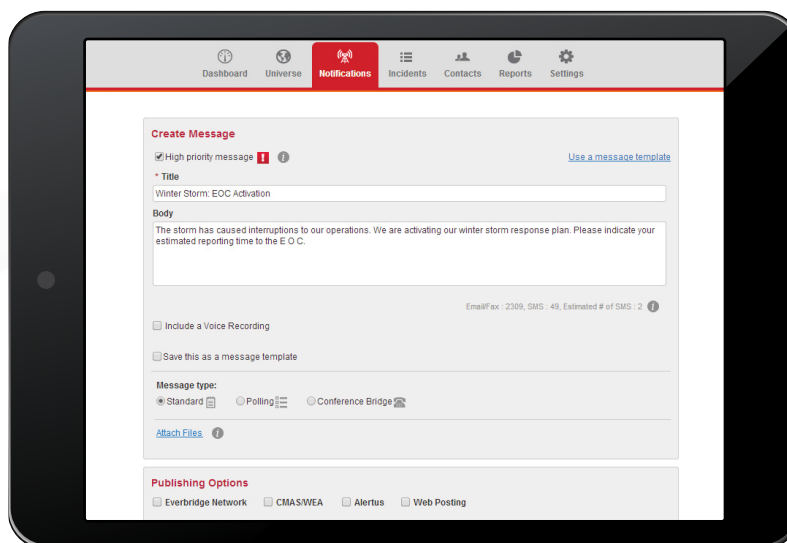 Dashboard Universe Notifications Incidents Contacts Reports Settings
Create Message
High priority message ! i
Use a message template
* Title
Winter Storm: EOC Activation
Body
The storm has caused interruptions to our operations. We are activating our winter storm response plan. Please indicate your
estimated reporting time to the E O C.
Email/Fax : 2309, SMS : 49, Estimated # of SMS : 2 i
Include a Voice Recording
Save this as a message template
Message type:
Standard Polling Conference Bridge
Attach Files i
Publishing Options
Everbridge Network CMAS/WEA Alertus Web Posting